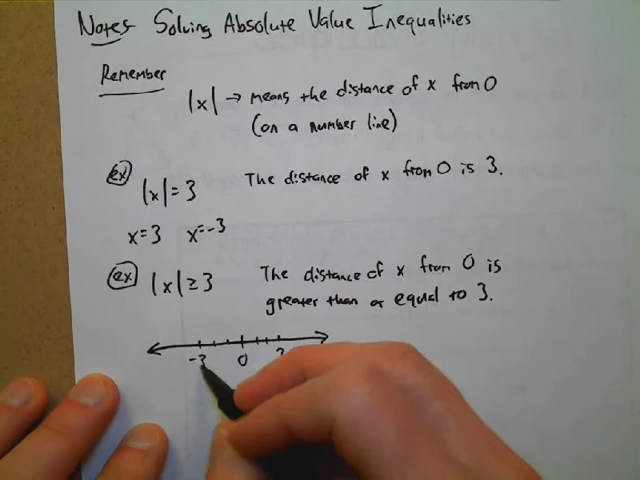 Notes Solving Absolute Value Inequalities
Remember
|x| → means the distance of x from 0
(on a number line)
ex |x| = 3 The distance of x from 0 is 3.
x=3 x=-3
ex |x| ≥ 3 The distance of x from 0 is
greater than or equal to 3.
-3 0 3